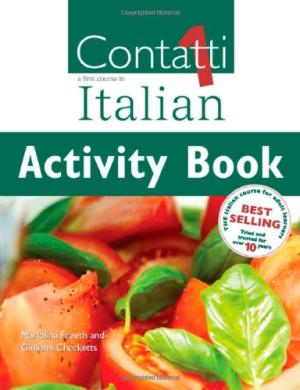 Contatti 1
a first course in
Italian
Activity Book
The Italian course for adult learners
BEST
SELLING
Tried and
trusted for
over 10 years
Mariolina Freeth and
Giuliana Checketts